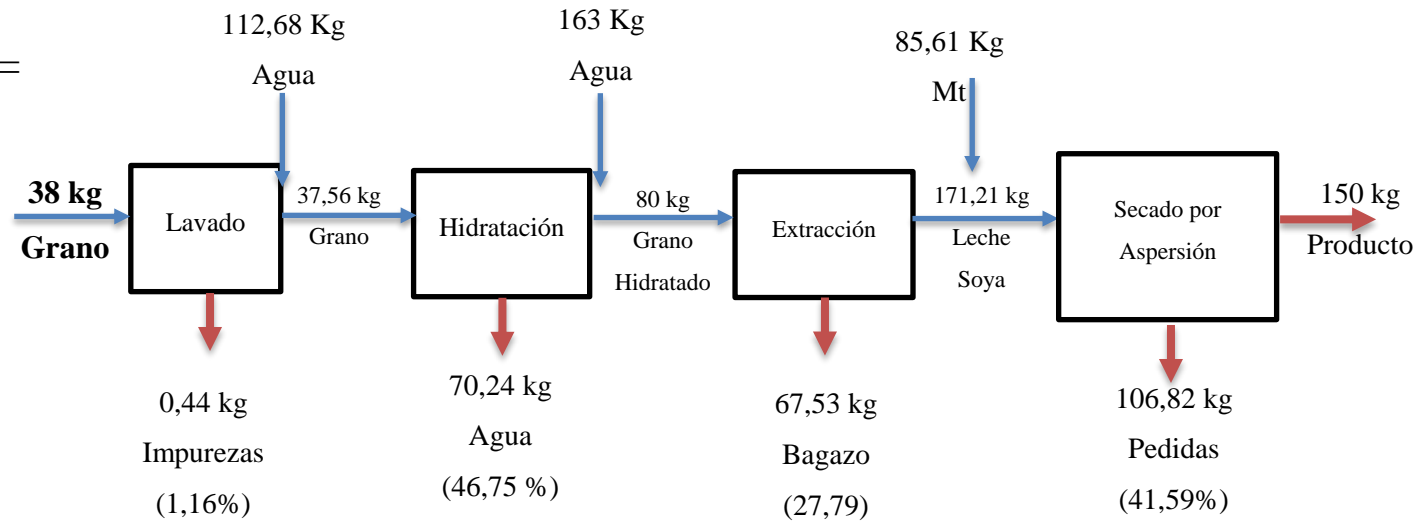 112,68 Kg
Agua
163 Kg
Agua
85,61 Kg
Mt
=
38 kg
Grano
Lavado
37,56 kg
Grano
Hidratación
80 kg
Grano
Hidratado
Extracción
171,21 kg
Leche
Soya
Secado por
Aspersión
150 kg
Producto
0,44 kg
Impurezas
(1,16%)
70,24 kg
Agua
(46,75 %)
67,53 kg
Bagazo
(27,79)
106,82 kg
Pedidas
(41,59%)